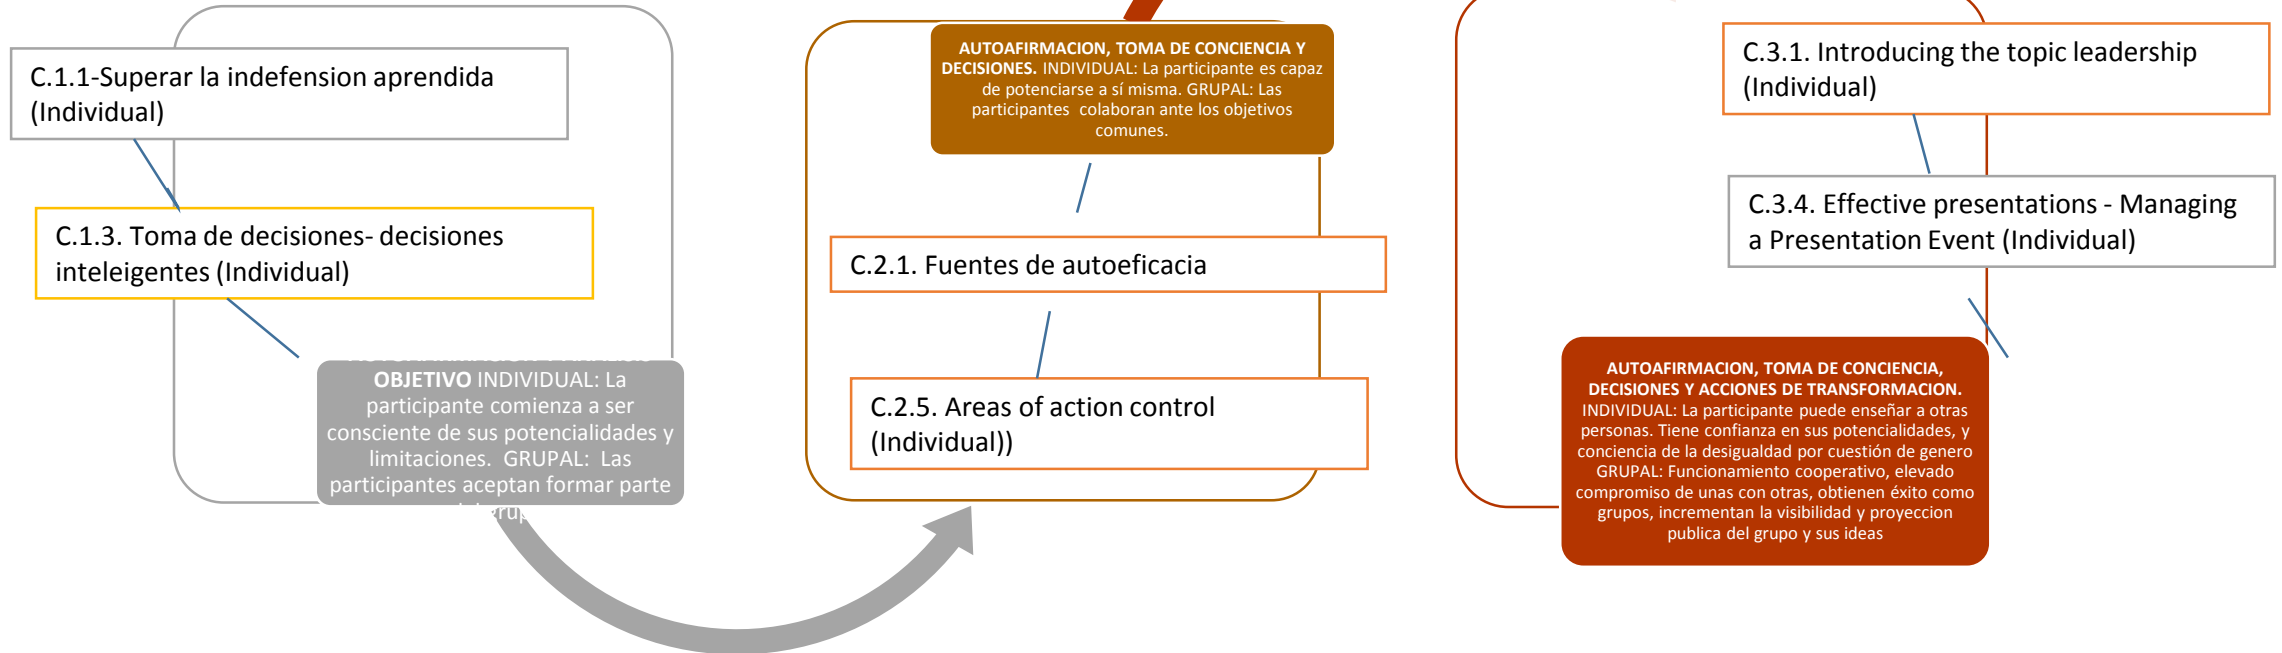 C.1.1-Superar la indefension aprendida
(Individual)
C.1.3. Toma de decisiones- decisiones
inteleigentes (Individual)
OBJETIVO INDIVIDUAL: La
participante comienza a ser
consciente de sus potencialidades y
limitaciones. GRUPAL: Las
participantes aceptan formar parte
AUTOAFIRMACION, TOMA DE CONCIENCIA Y
DECISIONES. INDIVIDUAL: La participante es capaz
de potenciarse a sí misma. GRUPAL: Las
participantes colaboran ante los objetivos
comunes.
C.2.1. Fuentes de autoeficacia
C.2.5. Areas of action control
(Individual))
C.3.1. Introducing the topic leadership
(Individual)
C.3.4. Effective presentations - Managing
a Presentation Event (Individual)
AUTOAFIRMACION, TOMA DE CONCIENCIA,
DECISIONES Y ACCIONES DE TRANSFORMACION.
INDIVIDUAL: La participante puede enseñar a otras
personas. Tiene confianza en sus potencialidades, y
conciencia de la desigualdad por cuestión de genero
GRUPAL: Funcionamiento cooperativo, elevado
compromiso de unas con otras, obtienen éxito como
grupos, incrementan la visibilidad y proyeccion
publica del grupo y sus ideas